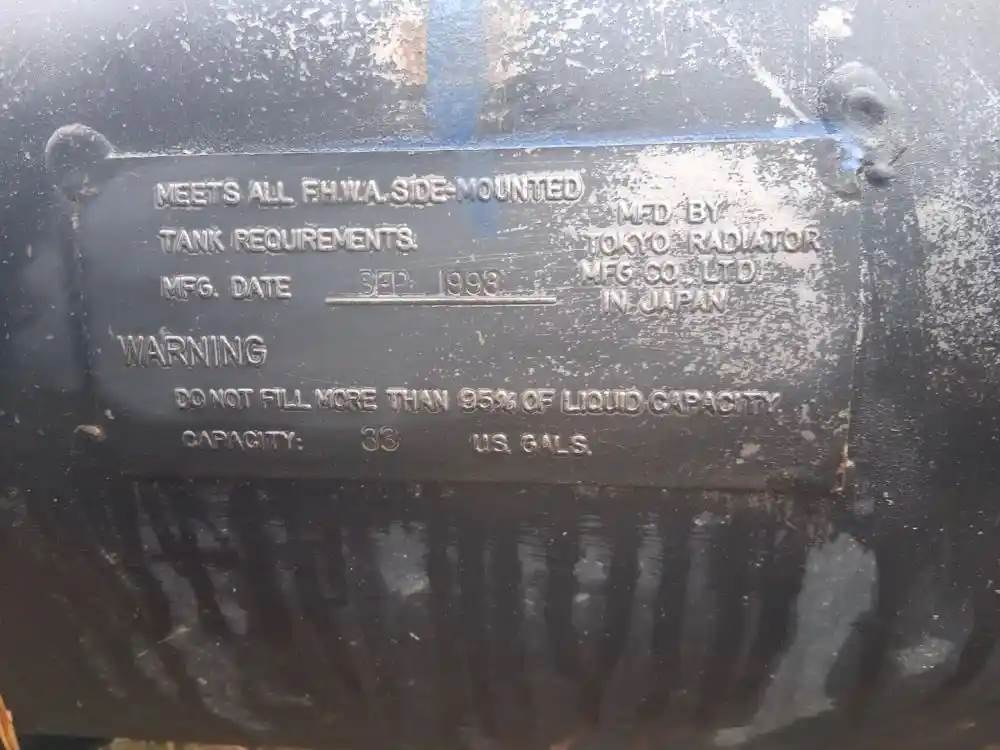 MEETS ALL F.H.W.A. SIDE-MOUNTED
TANK REQUIREMENTS.
MFG. DATE SEP 1998
MFD BY
TOKYO RADIATOR
MFG. CO., LTD.
IN JAPAN
WARNING
DO NOT FILL MORE THAN 95% OF LIQUID CAPACITY
CAPACITY: 33 US. GALS.